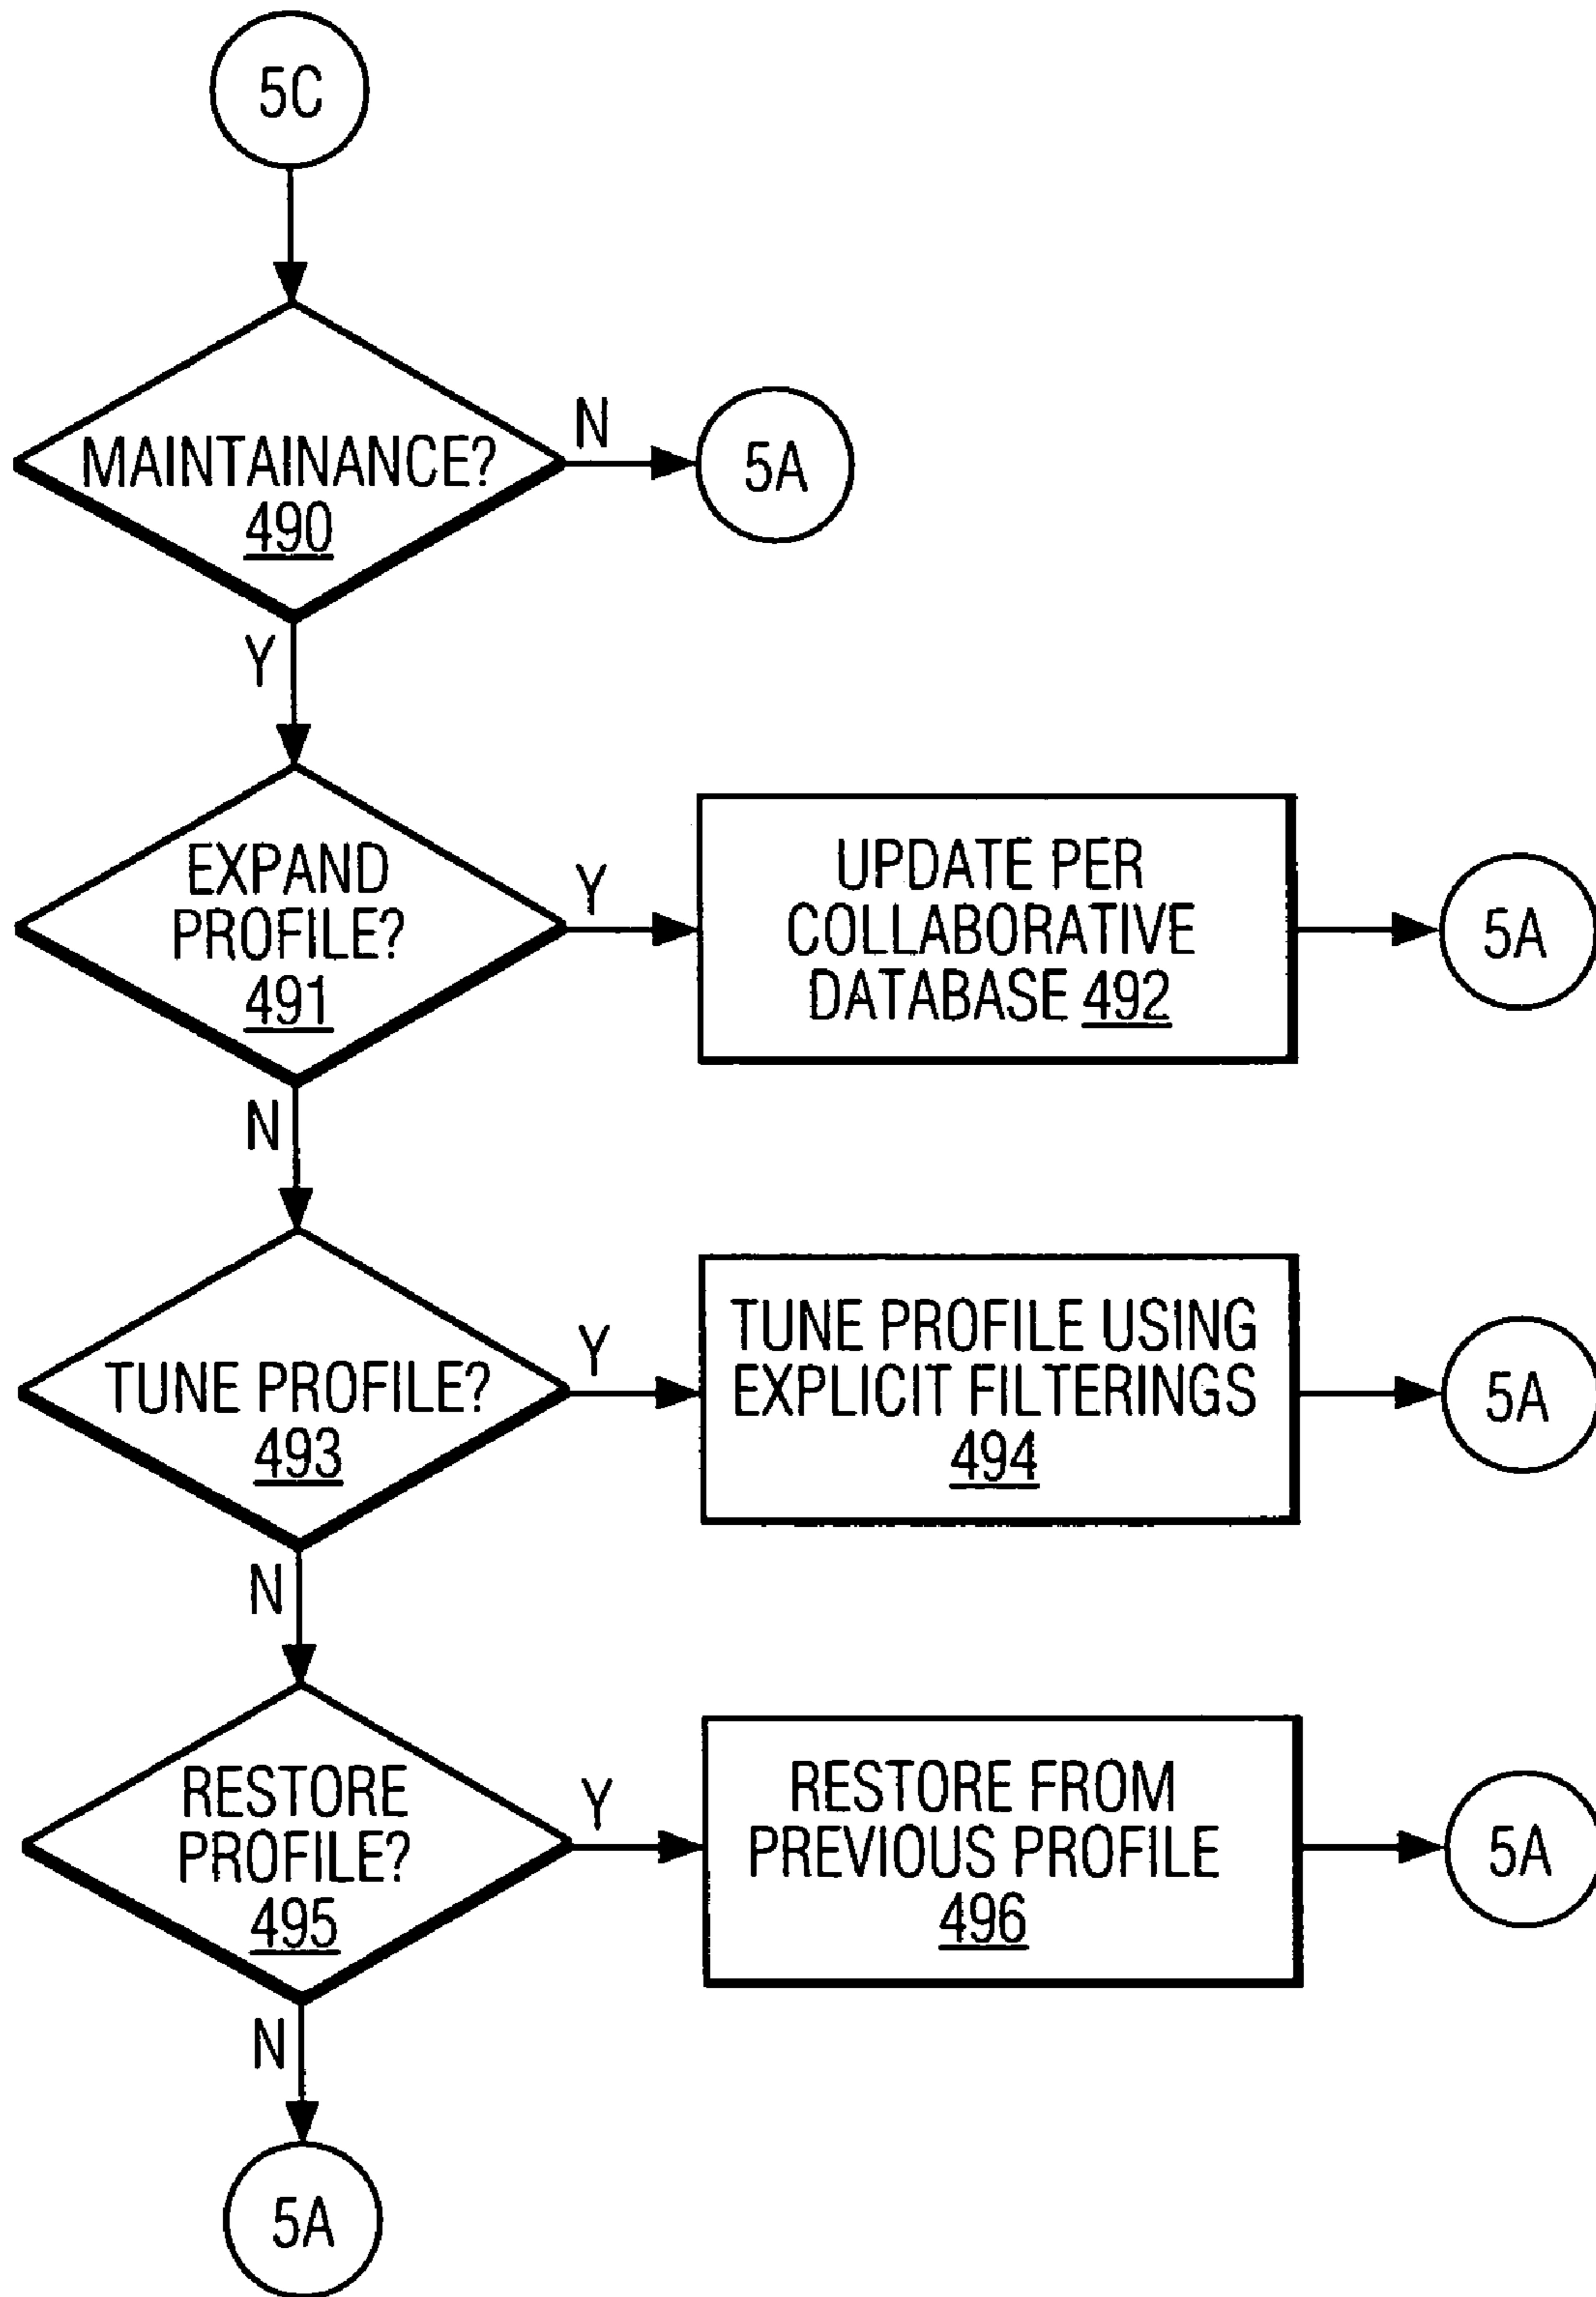 5C
MAINTAINANCE?
490
N
5A
Y
EXPAND
PROFILE?
491
Y
UPDATE PER
COLLABORATIVE
DATABASE 492
5A
N
TUNE PROFILE?
493
Y
TUNE PROFILE USING
EXPLICIT FILTERINGS
494
5A
N
RESTORE
PROFILE?
495
Y
RESTORE FROM
PREVIOUS PROFILE
496
5A
N
5A